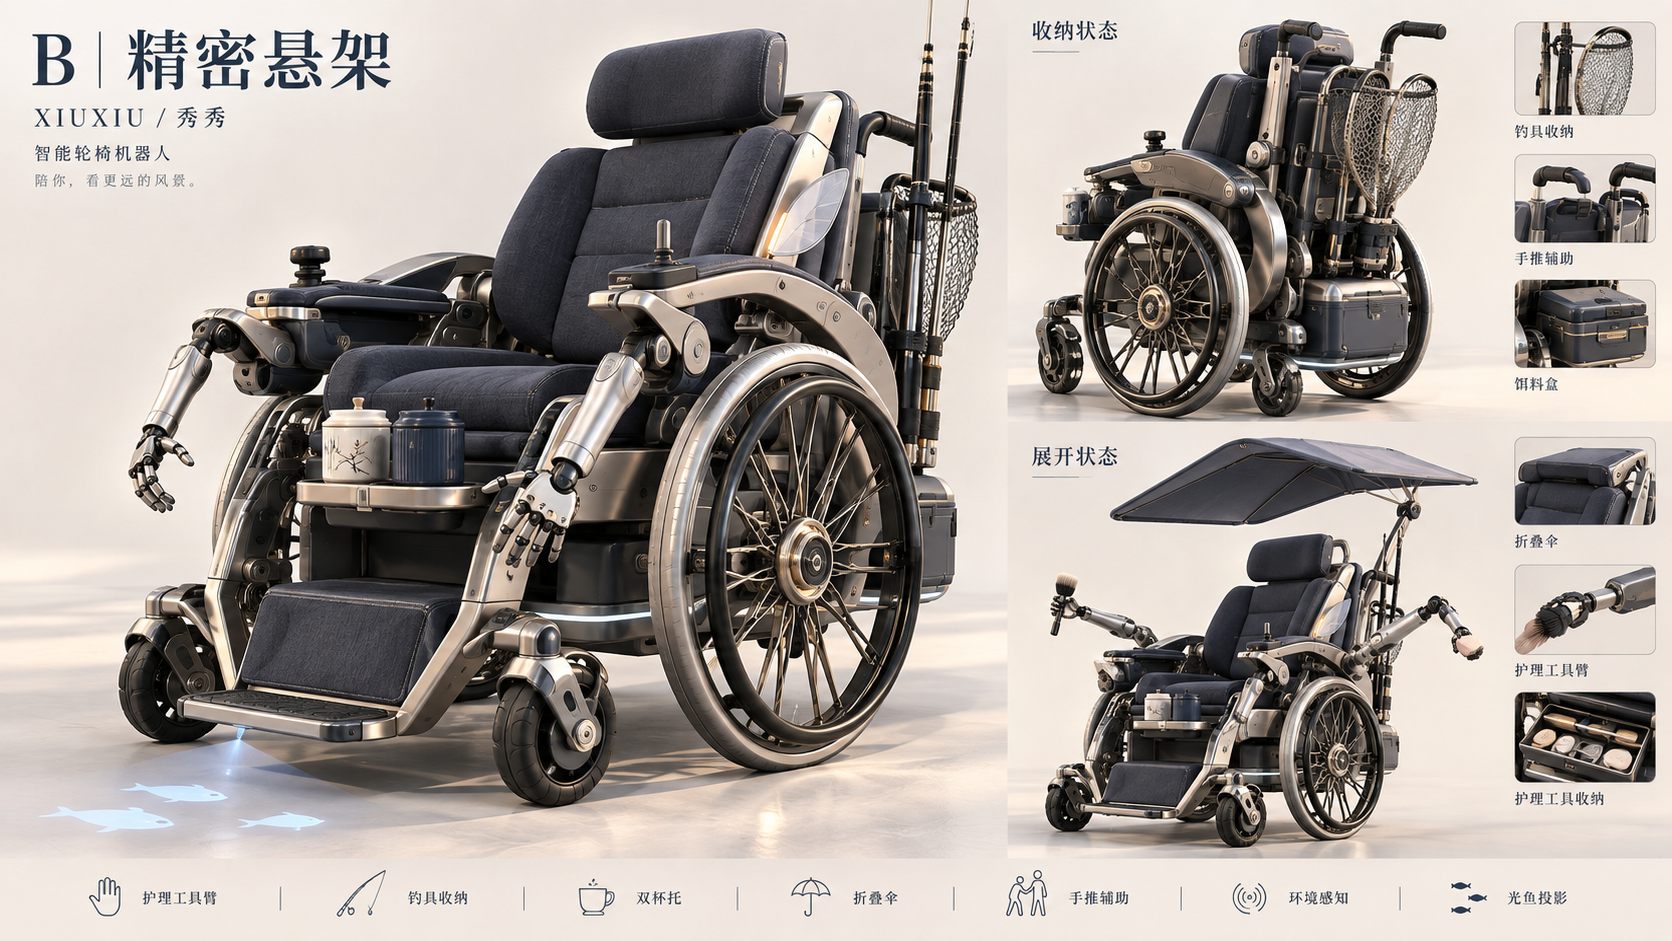 B | 精密悬架
XIUXIU / 秀秀
智能轮椅机器人
陪你，看更远的风景。
收纳状态
钓具收纳
手推辅助
饵料盒
展开状态
折叠伞
护理工具臂
护理工具收纳
护理工具臂
钓具收纳
双杯托
折叠伞
手推辅助
环境感知
光鱼投影